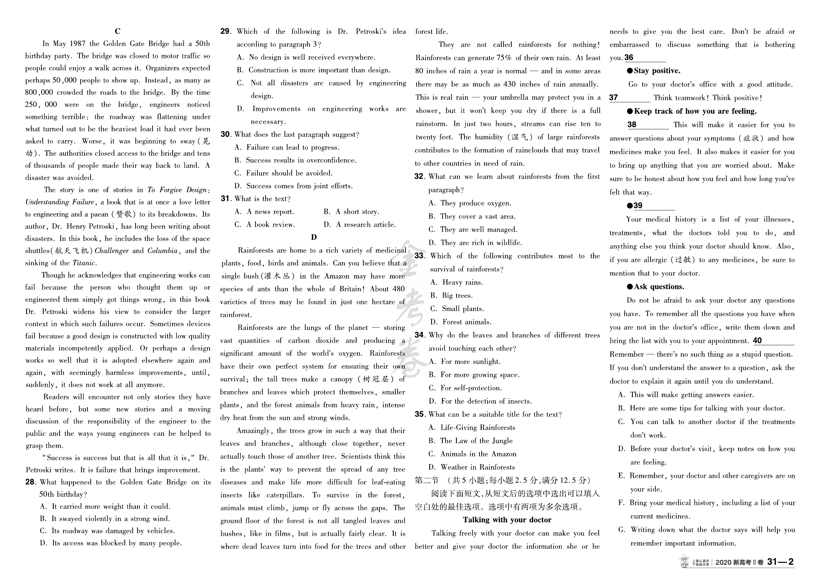 C
In May 1987 the Golden Gate Bridge had a 50th
birthday party. The bridge was closed to motor traffic so
people could enjoy a walk across it. Organizers expected
perhaps 50,000 people to show up. Instead, as many as
800,000 crowded the roads to the bridge. By the time
250, 000 were on the bridge, engineers noticed
something terrible: the roadway was flattening under
what turned out to be the heaviest load it had ever been
asked to carry. Worse, it was beginning to sway(晃
动). The authorities closed access to the bridge and tens
of thousands of people made their way back to land. A
disaster was avoided.
The story is one of stories in To Forgive Design:
Understanding Failure, a book that is at once a love letter
to engineering and a paean (赞歌) to its breakdowns. Its
author, Dr. Henry Petroski, has long been writing about
disasters. In this book, he includes the loss of the space
shuttles(航天飞机)Challenger and Columbia, and the
sinking of the Titanic.
Though he acknowledges that engineering works can
fail because the person who thought them up or
engineered them simply got things wrong, in this book
Dr. Petroski widens his view to consider the larger
context in which such failures occur. Sometimes devices
fail because a good design is constructed with low quality
materials incompetently applied. Or perhaps a design
works so well that it is adopted elsewhere again and
again, with seemingly harmless improvements, until,
suddenly, it does not work at all anymore.
Readers will encounter not only stories they have
heard before, but some new stories and a moving
discussion of the responsibility of the engineer to the
public and the ways young engineers can be helped to
grasp them.
"Success is success but that is all that it is," Dr.
Petroski writes. It is failure that brings improvement.
28. What happened to the Golden Gate Bridge on its
50th birthday?
A. It carried more weight than it could.
B. It swayed violently in a strong wind.
C. Its roadway was damaged by vehicles.
D. Its access was blocked by many people.
29. Which of the following is Dr. Petroski's idea
according to paragraph 3?
A. No design is well received everywhere.
B. Construction is more important than design.
C. Not all disasters are caused by engineering
design.
D. Improvements on engineering works are
necessary.
30. What does the last paragraph suggest?
A. Failure can lead to progress.
B. Success results in overconfidence.
C. Failure should be avoided.
D. Success comes from joint efforts.
31. What is the text?
A. A news report. B. A short story.
C. A book review. D. A research article.
D
Rainforests are home to a rich variety of medicinal
plants, food, birds and animals. Can you believe that a
single bush(灌木丛) in the Amazon may have more
species of ants than the whole of Britain! About 480
varieties of trees may be found in just one hectare of
rainforest.
Rainforests are the lungs of the planet — storing
vast quantities of carbon dioxide and producing a
significant amount of the world's oxygen. Rainforests
have their own perfect system for ensuring their own
survival; the tall trees make a canopy (树冠层) of
branches and leaves which protect themselves, smaller
plants, and the forest animals from heavy rain, intense
dry heat from the sun and strong winds.
Amazingly, the trees grow in such a way that their
leaves and branches, although close together, never
actually touch those of another tree. Scientists think this
is the plants' way to prevent the spread of any tree
diseases and make life more difficult for leaf-eating
insects like caterpillars. To survive in the forest,
animals must climb, jump or fly across the gaps. The
ground floor of the forest is not all tangled leaves and
bushes, like in films, but is actually fairly clear. It is
where dead leaves turn into food for the trees and other
forest life.
They are not called rainforests for nothing!
Rainforests can generate 75% of their own rain. At least
80 inches of rain a year is normal — and in some areas
there may be as much as 430 inches of rain annually.
This is real rain — your umbrella may protect you in a
shower, but it won't keep you dry if there is a full
rainstorm. In just two hours, streams can rise ten to
twenty feet. The humidity (湿气) of large rainforests
contributes to the formation of rainclouds that may travel
to other countries in need of rain.
32. What can we learn about rainforests from the first
paragraph?
A. They produce oxygen.
B. They cover a vast area.
C. They are well managed.
D. They are rich in wildlife.
33. Which of the following contributes most to the
survival of rainforests?
A. Heavy rains.
B. Big trees.
C. Small plants.
D. Forest animals.
34. Why do the leaves and branches of different trees
avoid touching each other?
A. For more sunlight.
B. For more growing space.
C. For self-protection.
D. For the detection of insects.
35. What can be a suitable title for the text?
A. Life-Giving Rainforests
B. The Law of the Jungle
C. Animals in the Amazon
D. Weather in Rainforests
第二节 (共5小题;每小题2.5分,满分12.5分)
阅读下面短文,从短文后的选项中选出可以填入
空白处的最佳选项。选项中有两项为多余选项。
Talking with your doctor
Talking freely with your doctor can make you feel
better and give your doctor the information she or he
needs to give you the best care. Don't be afraid or
embarrassed to discuss something that is bothering
you. 36
●Stay positive.
Go to your doctor's office with a good attitude.
37 Think teamwork! Think positive!
●Keep track of how you are feeling.
38 This will make it easier for you to
answer questions about your symptoms (症状) and how
medicines make you feel. It also makes it easier for you
to bring up anything that you are worried about. Make
sure to be honest about how you feel and how long you've
felt that way.
●39
Your medical history is a list of your illnesses,
treatments, what the doctors told you to do, and
anything else you think your doctor should know. Also,
if you are allergic (过敏) to any medicines, be sure to
mention that to your doctor.
●Ask questions.
Do not be afraid to ask your doctor any questions
you have. To remember all the questions you have when
you are not in the doctor's office, write them down and
bring the list with you to your appointment. 40
Remember — there's no such thing as a stupid question.
If you don't understand the answer to a question, ask the
doctor to explain it again until you do understand.
A. This will make getting answers easier.
B. Here are some tips for talking with your doctor.
C. You can talk to another doctor if the treatments
don't work.
D. Before your doctor's visit, keep notes on how you
are feeling.
E. Remember, your doctor and other caregivers are on
your side.
F. Bring your medical history, including a list of your
current medicines.
G. Writing down what the doctor says will help you
remember important information.
2020新高考Ⅱ卷 31—2